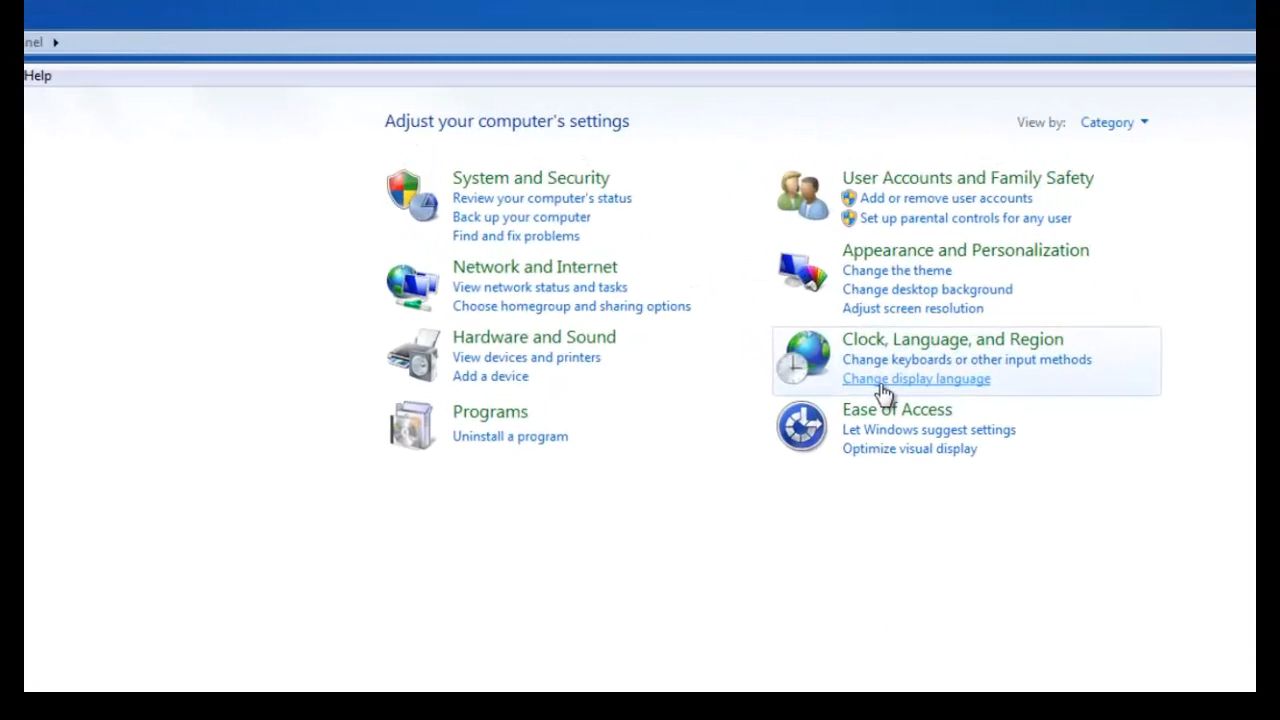 nel
Help
Adjust your computer's settings
View by: Category
System and Security
Review your computer's status
Back up your computer
Find and fix problems
Network and Internet
View network status and tasks
Choose homegroup and sharing options
Hardware and Sound
View devices and printers
Add a device
Programs
Uninstall a program
User Accounts and Family Safety
Add or remove user accounts
Set up parental controls for any user
Appearance and Personalization
Change the theme
Change desktop background
Adjust screen resolution
Clock, Language, and Region
Change keyboards or other input methods
Change display language
Ease of Access
Let Windows suggest settings
Optimize visual display